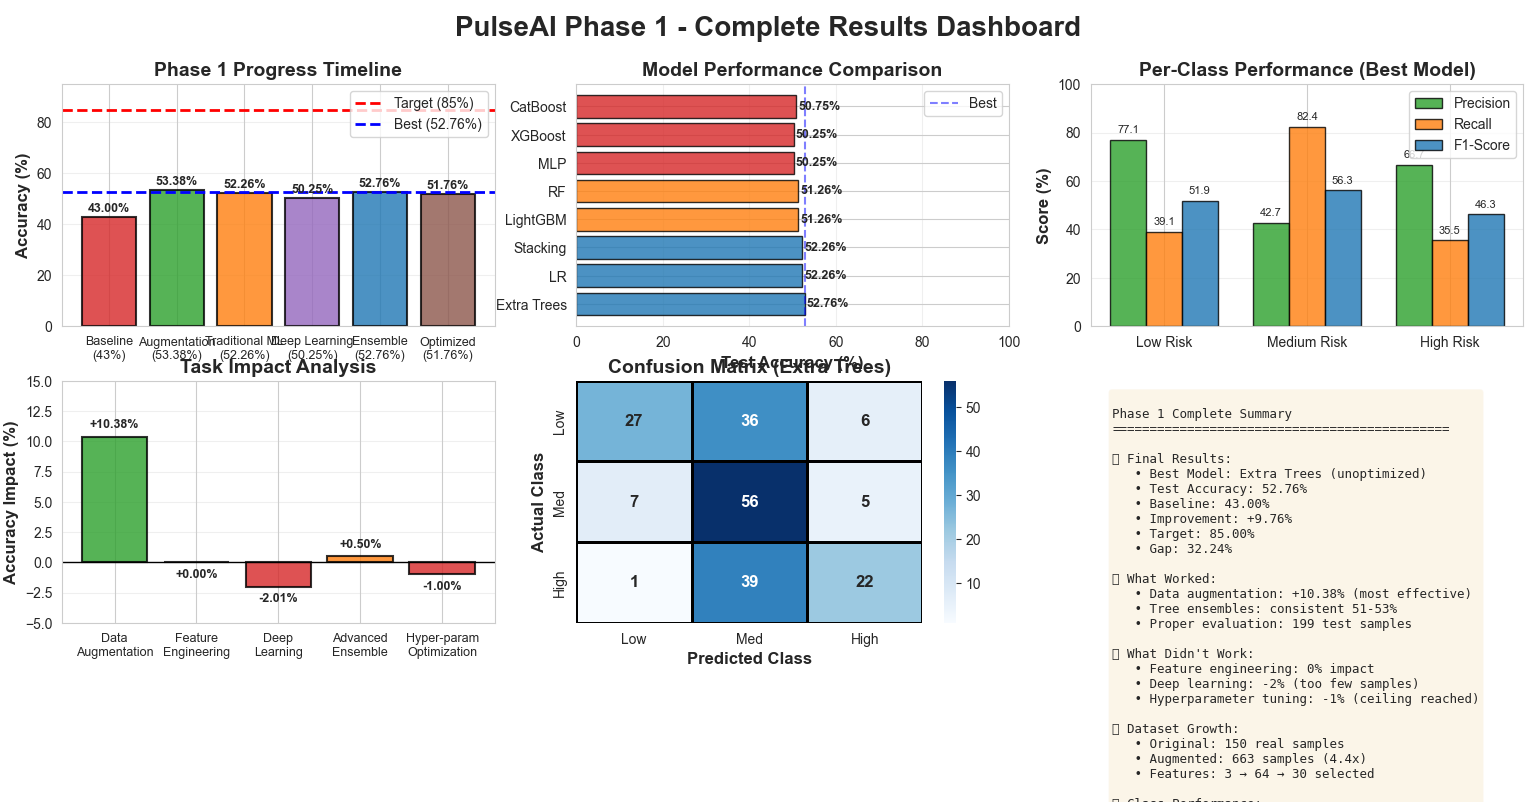 PulseAI Phase 1 - Complete Results Dashboard
Phase 1 Progress Timeline
Accuracy (%)
80
60
40
20
0
Target (85%)
Best (52.76%)
43.00%
53.38%
52.26%
50.25%
52.76%
51.76%
Baseline
(43%)
Augmentation
(53.38%)
Traditional ML
(52.26%)
Deep Learning
(50.25%)
Ensemble
(52.76%)
Optimized
(51.76%)
Model Performance Comparison
Best
CatBoost
50.75%
XGBoost
50.25%
MLP
50.25%
RF
51.26%
LightGBM
51.26%
Stacking
52.26%
LR
52.26%
Extra Trees
52.76%
0 20 40 60 80 100
Test Accuracy (%)
Per-Class Performance (Best Model)
Score (%)
100
80
60
40
20
0
Precision
Recall
F1-Score
77.1
39.1
51.9
42.7
82.4
56.3
35.5
46.3
Low Risk
Medium Risk
High Risk
Task Impact Analysis
Accuracy Impact (%)
15.0
12.5
10.0
7.5
5.0
2.5
0.0
−2.5
−5.0
+10.38%
+0.00%
-2.01%
+0.50%
-1.00%
Data
Augmentation
Feature
Engineering
Deep
Learning
Advanced
Ensemble
Hyper-param
Optimization
Confusion Matrix (Extra Trees)
Actual Class
Low
Med
High
27 36 6
7 56 5
1 39 22
Low Med High
Predicted Class
50
40
30
20
10
Phase 1 Complete Summary
=============================================
Final Results:
• Best Model: Extra Trees (unoptimized)
• Test Accuracy: 52.76%
• Baseline: 43.00%
• Improvement: +9.76%
• Target: 85.00%
• Gap: 32.24%
What Worked:
• Data augmentation: +10.38% (most effective)
• Tree ensembles: consistent 51-53%
• Proper evaluation: 199 test samples
What Didn't Work:
• Feature engineering: 0% impact
• Deep learning: -2% (too few samples)
• Hyperparameter tuning: -1% (ceiling reached)
Dataset Growth:
• Original: 150 real samples
• Augmented: 663 samples (4.4x)
• Features: 3 → 64 → 30 selected
Class Performance: